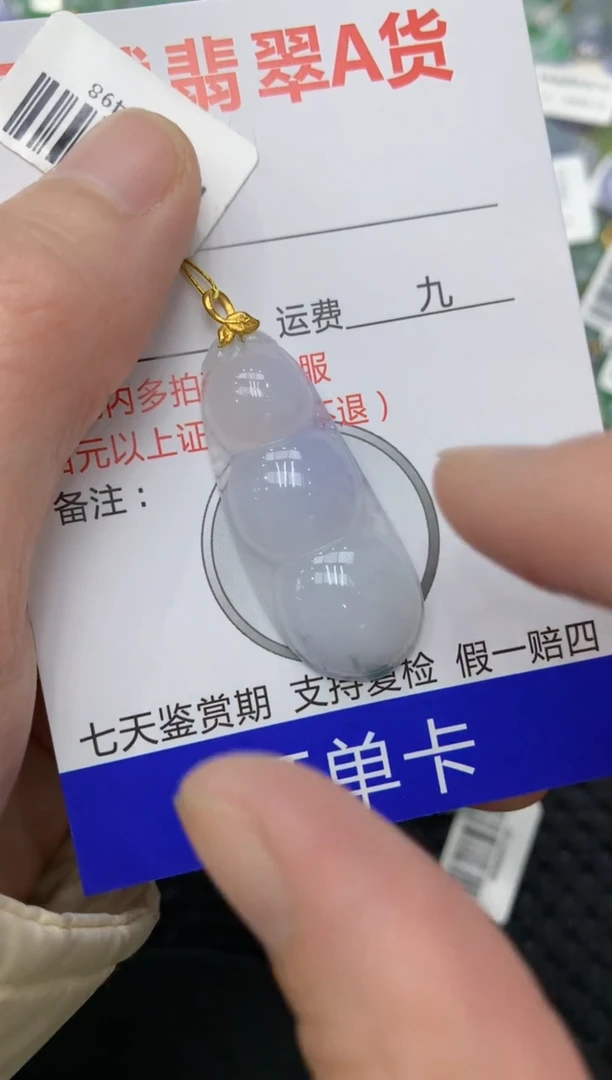 翡翠A货
498
运费 九
内多拍 服
元以上证 退）
备注：
七天鉴赏期 支持复检 假一赔四
单卡